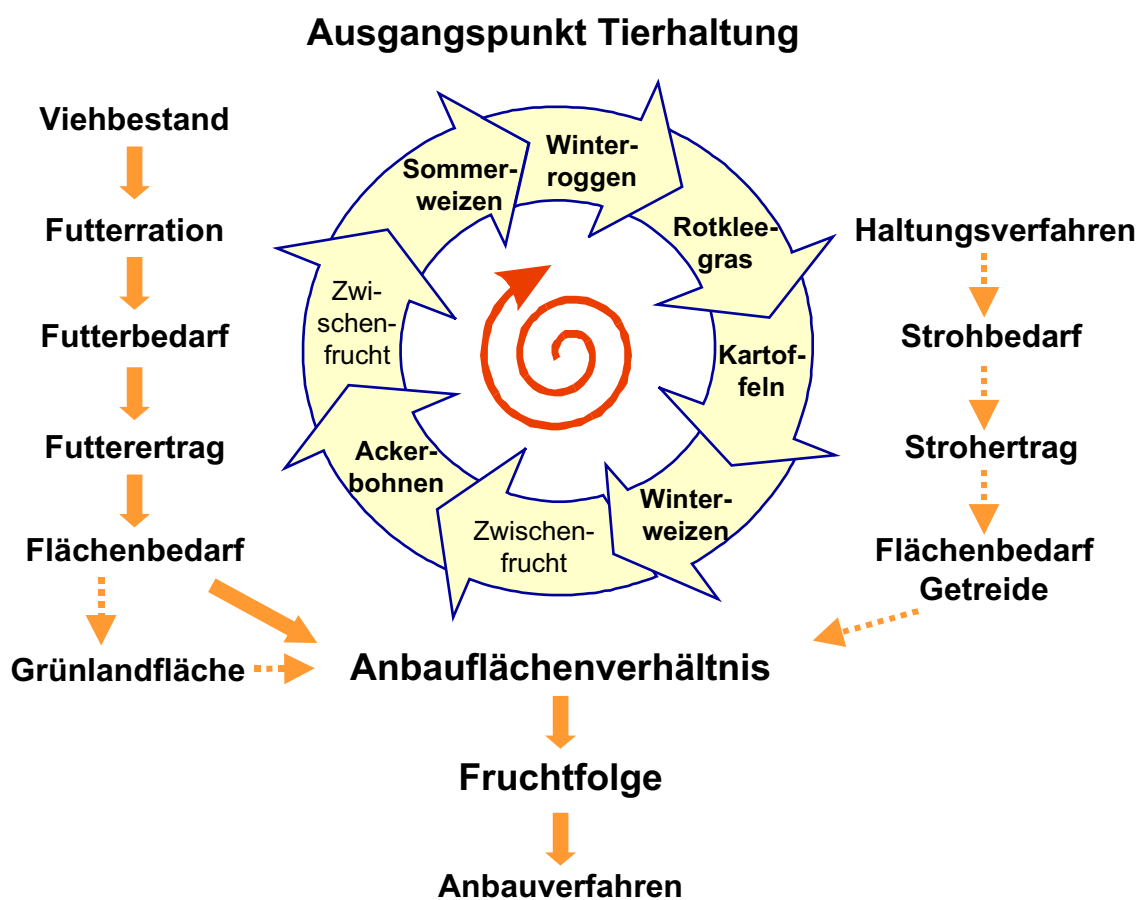 Ausgangspunkt Tierhaltung
Viehbestand
Futterration
Futterbedarf
Futterertrag
Flächenbedarf
Grünlandfläche
Winter-
roggen
Rotklee-
gras
Kartof-
feln
Winter-
weizen
Zwischen-
frucht
Acker-
bohnen
Zwi-
schen-
frucht
Sommer-
weizen
Haltungsverfahren
Strohbedarf
Strohertrag
Flächenbedarf
Getreide
Anbauflächenverhältnis
Fruchtfolge
Anbauverfahren